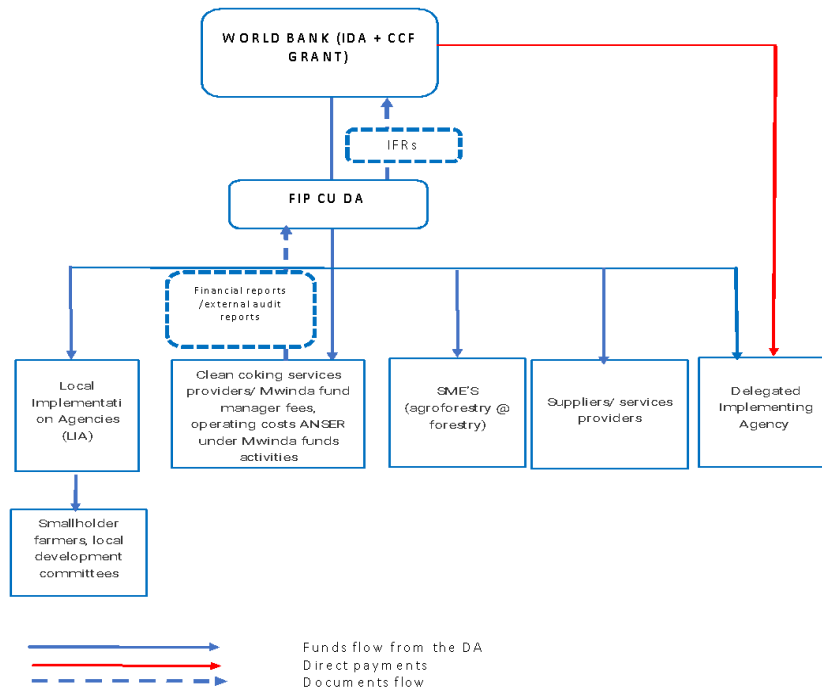 WORLD BANK (IDA + CCF
GRANT)
IFRs
FIP CU DA
Financial reports
/external audit
reports
Local
Implementati
on Agencies
(LIA)
Clean coking services
providers/ Mwinda fund
manager fees,
operating costs ANSER
under Mwinda funds
activities
SME'S
(agroforestry @
forestry)
Suppliers/ services
providers
Delegated
Implementing
Agency
Smallholder
farmers, local
development
committees
Funds flow from the DA
Direct payments
Documents flow